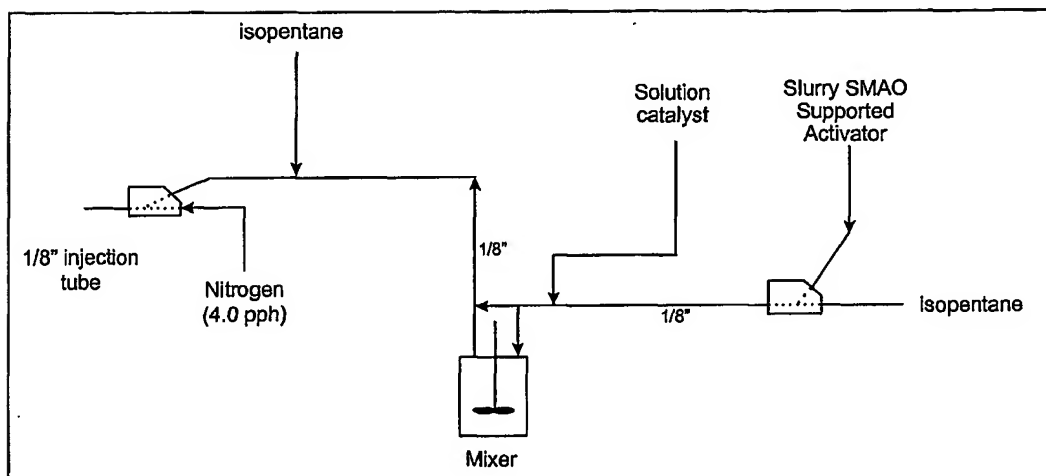 isopentane
Solution
catalyst
Slurry SMAO
Supported
Activator
1/8"
1/8" injection
tube
Nitrogen
(4.0 pph)
1/8"
isopentane
Mixer